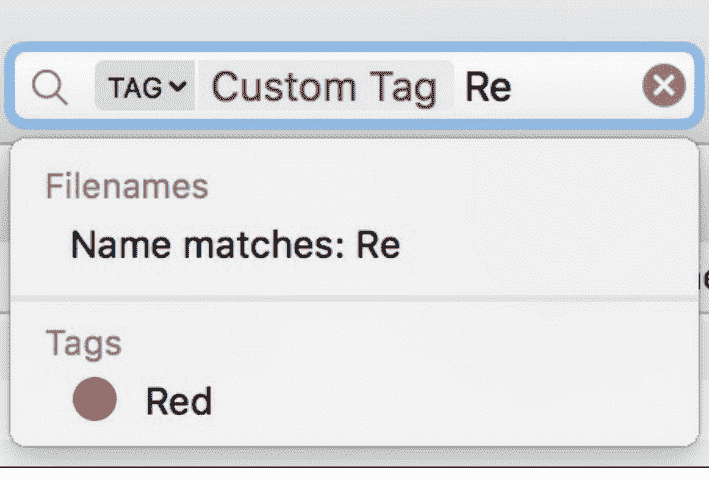 TAG Custom Tag Re
Filenames
Name matches: Re
Tags
Red